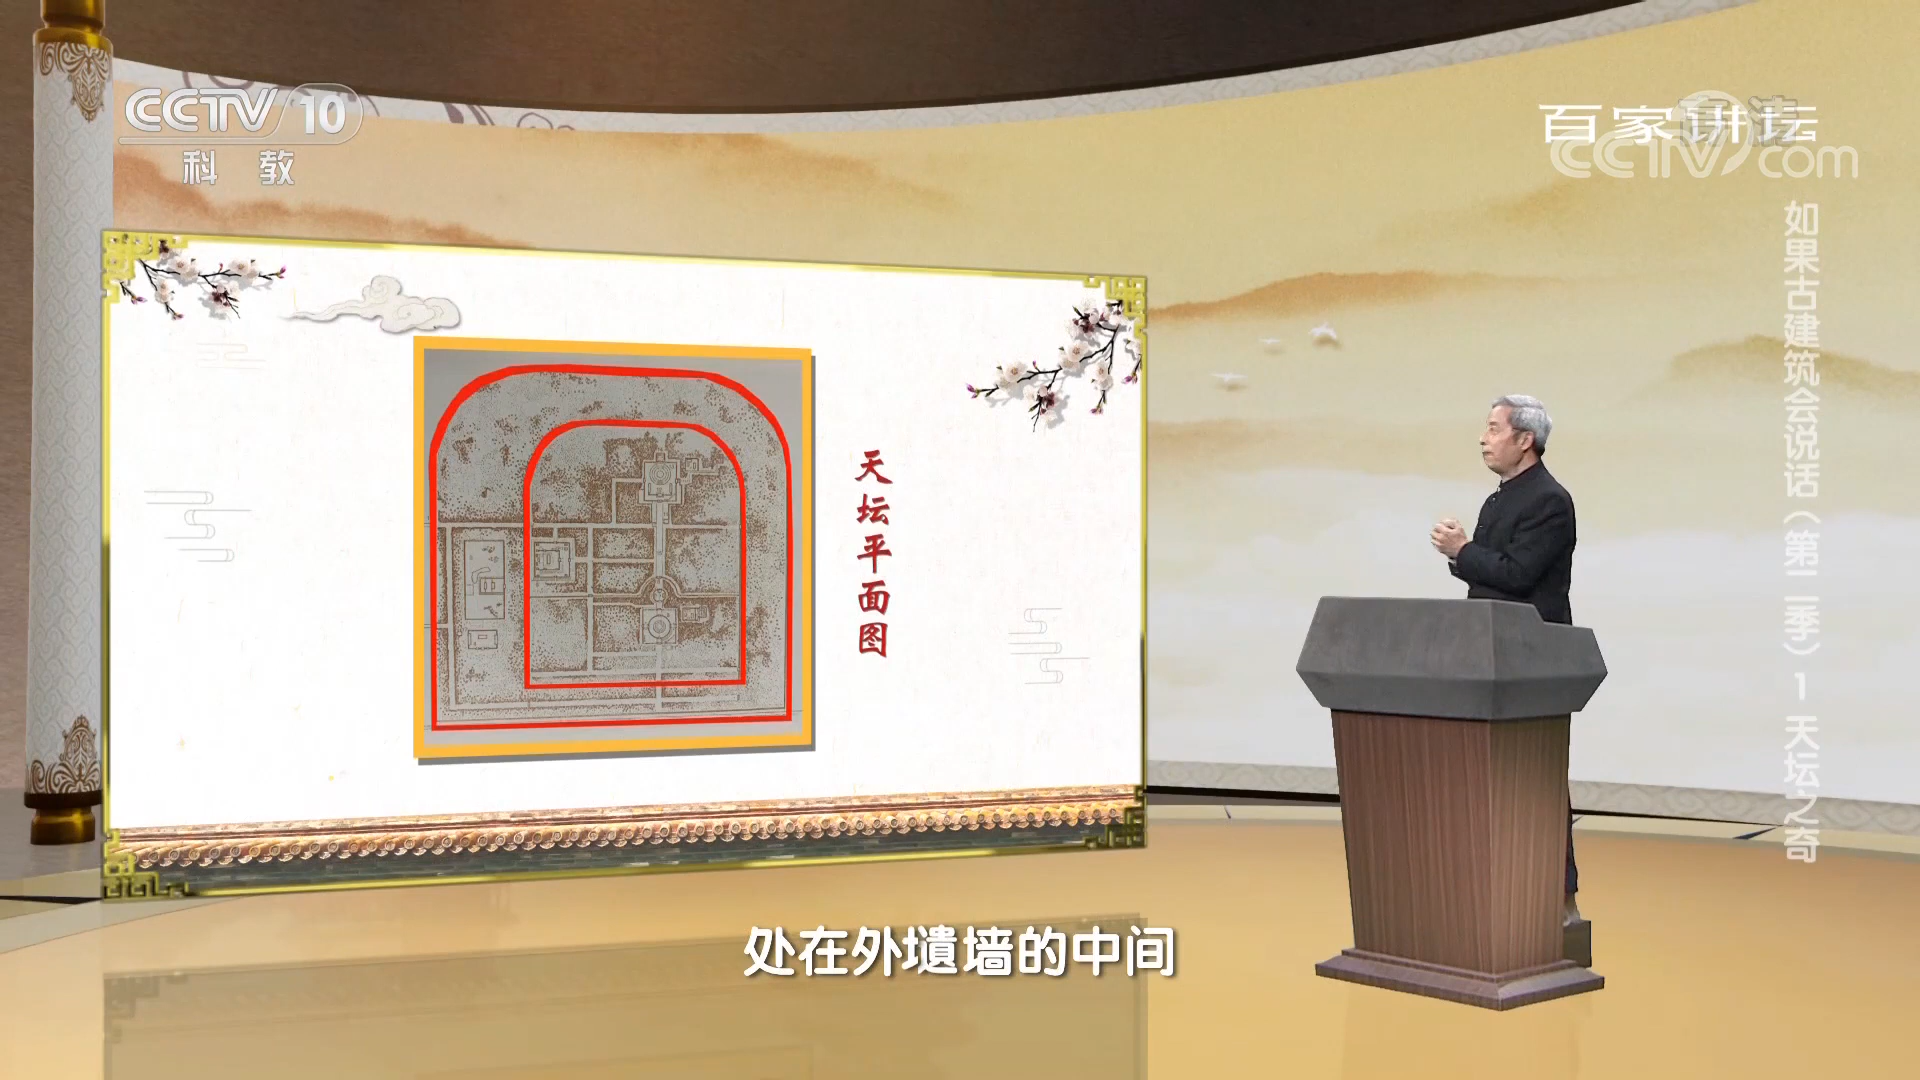 CCTV 10
科 教
百家讲坛
高清
CCTV.com
如果古建筑会说话（第二季）1 天坛之奇
天坛平面图
处在外壝墙的中间